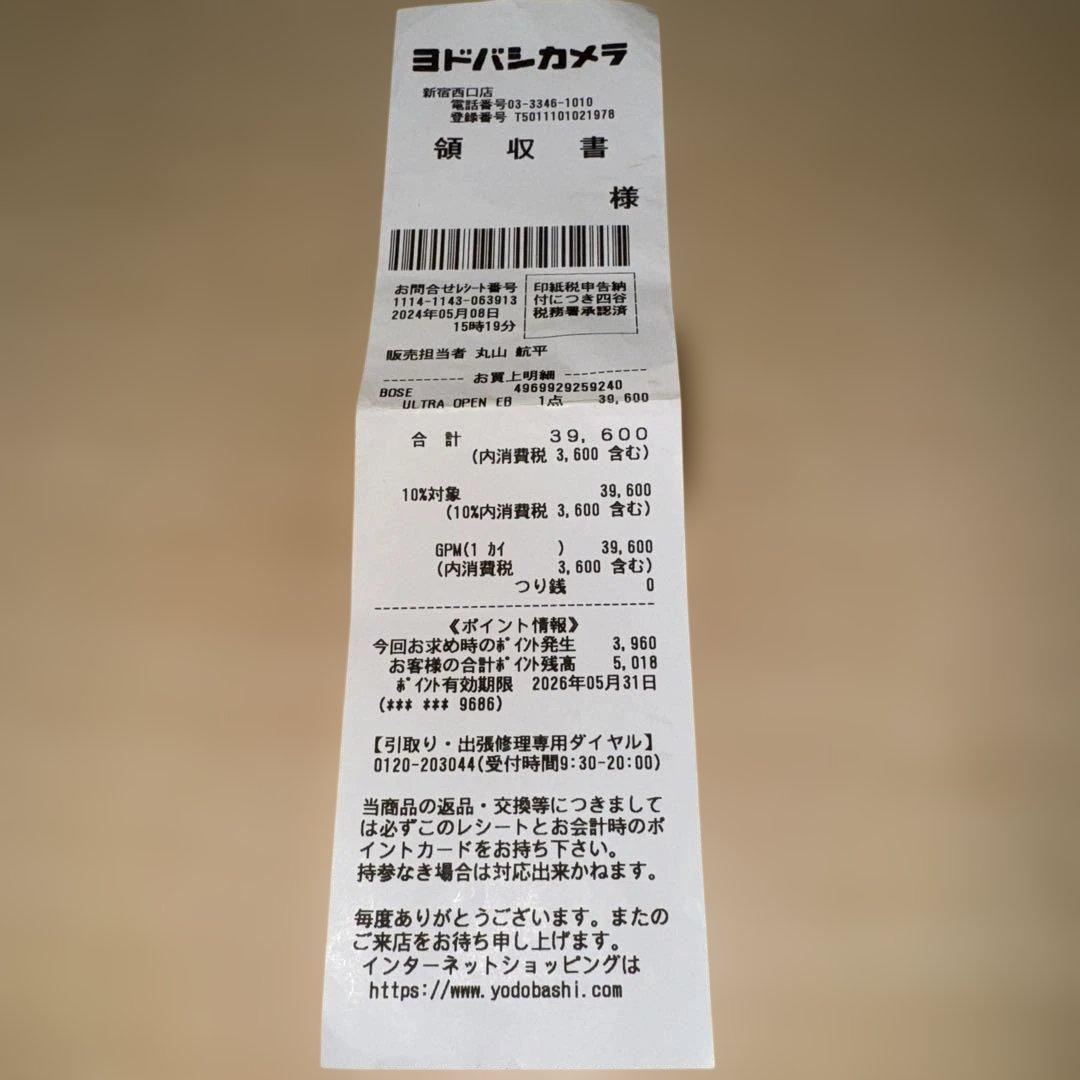 ヨドバシカメラ
新宿西口店
電話番号03-3346-1010
登録番号 T5011101021978
領 収 書
様
お問合せﾚｼｰﾄ番号
1114-1143-063913
2024年05月08日
15時19分
印紙税申告納
付につき四谷
税務署承認済
販売担当者 丸山 航平
---------- お買上明細 ----------
BOSE 4969929259240
ULTRA OPEN EB 1点 39,600
合 計 39,600
(内消費税 3,600 含む)
10%対象 39,600
(10%内消費税 3,600 含む)
GPM(1 ｶｲ ) 39,600
(内消費税 3,600 含む)
つり銭 0
--------------------------------
《ポイント情報》
今回お求め時のﾎﾟｲﾝﾄ発生 3,960
お客様の合計ﾎﾟｲﾝﾄ残高 5,018
ﾎﾟｲﾝﾄ有効期限 2026年05月31日
(*** *** 9686)
【引取り・出張修理専用ダイヤル】
0120-203044(受付時間9:30-20:00)
当商品の返品・交換等につきまして
は必ずこのレシートとお会計時のポ
イントカードをお持ち下さい。
持参なき場合は対応出来かねます。
毎度ありがとうございます。またの
ご来店をお待ち申し上げます。
インターネットショッピングは
https://www.yodobashi.com